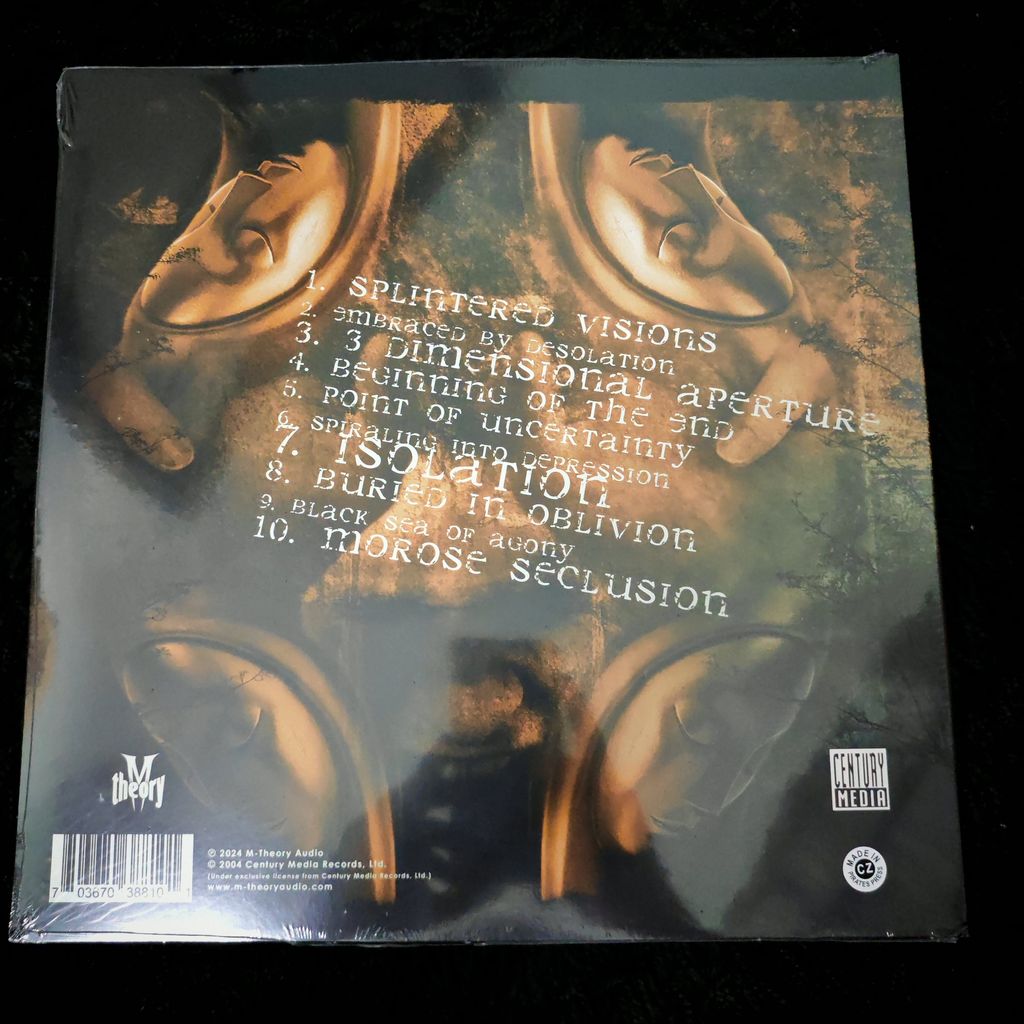 1. SPLINTERED VISIONS
2. EMBRACED BY DESOLATION
3. 3 DIMENSIONAL APERTURE
4. BEGINNING OF THE END
5. POINT OF UNCERTAINTY
6. SPIRALING INTO DEPRESSION
7. ISOLATION
8. BURIED IN OBLIVION
9. BLACK SEA OF AGONY
10. MOROSE SECLUSION
M
theory
CENTURY
MEDIA
7 03670 38810 1
℗ 2024 M-Theory Audio
© 2004 Century Media Records, Ltd.
(Under exclusive license from Century Media Records, Ltd.)
www.m-theoryaudio.com
MADE IN
CZ
PIRATES PRESS